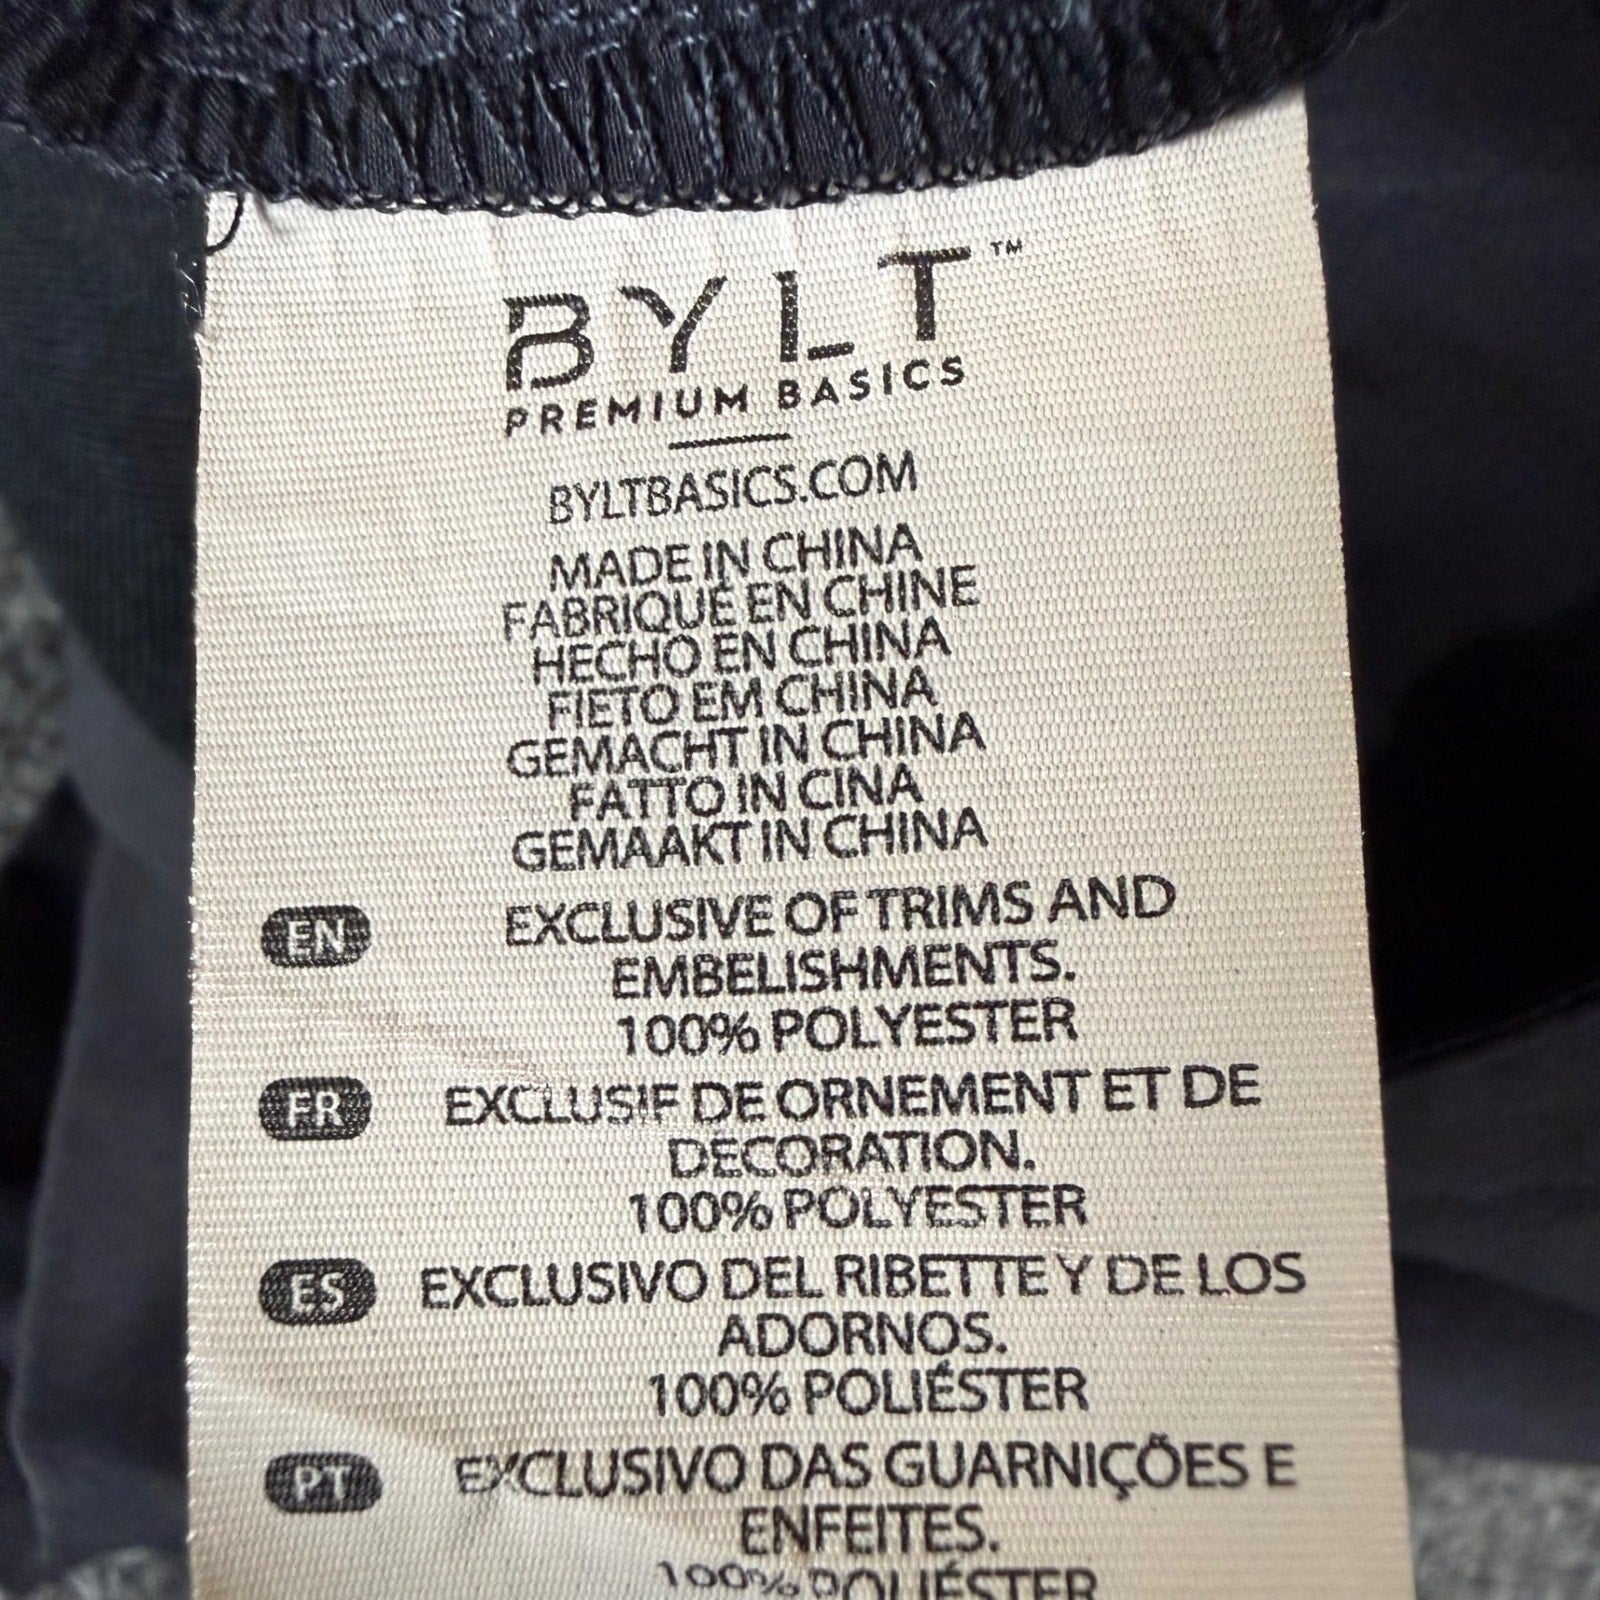 BYLT™
PREMIUM BASICS
BYLTBASICS.COM
MADE IN CHINA
FABRIQUÉ EN CHINE
HECHO EN CHINA
FIETO EM CHINA
GEMACHT IN CHINA
FATTO IN CINA
GEMAAKT IN CHINA
EN EXCLUSIVE OF TRIMS AND
EMBELISHMENTS.
100% POLYESTER
FR EXCLUSIF DE ORNEMENT ET DE
DECORATION.
100% POLYESTER
ES EXCLUSIVO DEL RIBETTE Y DE LOS
ADORNOS.
100% POLIÉSTER
PT EXCLUSIVO DAS GUARNIÇÕES E
ENFEITES.
100% POLIÉSTER